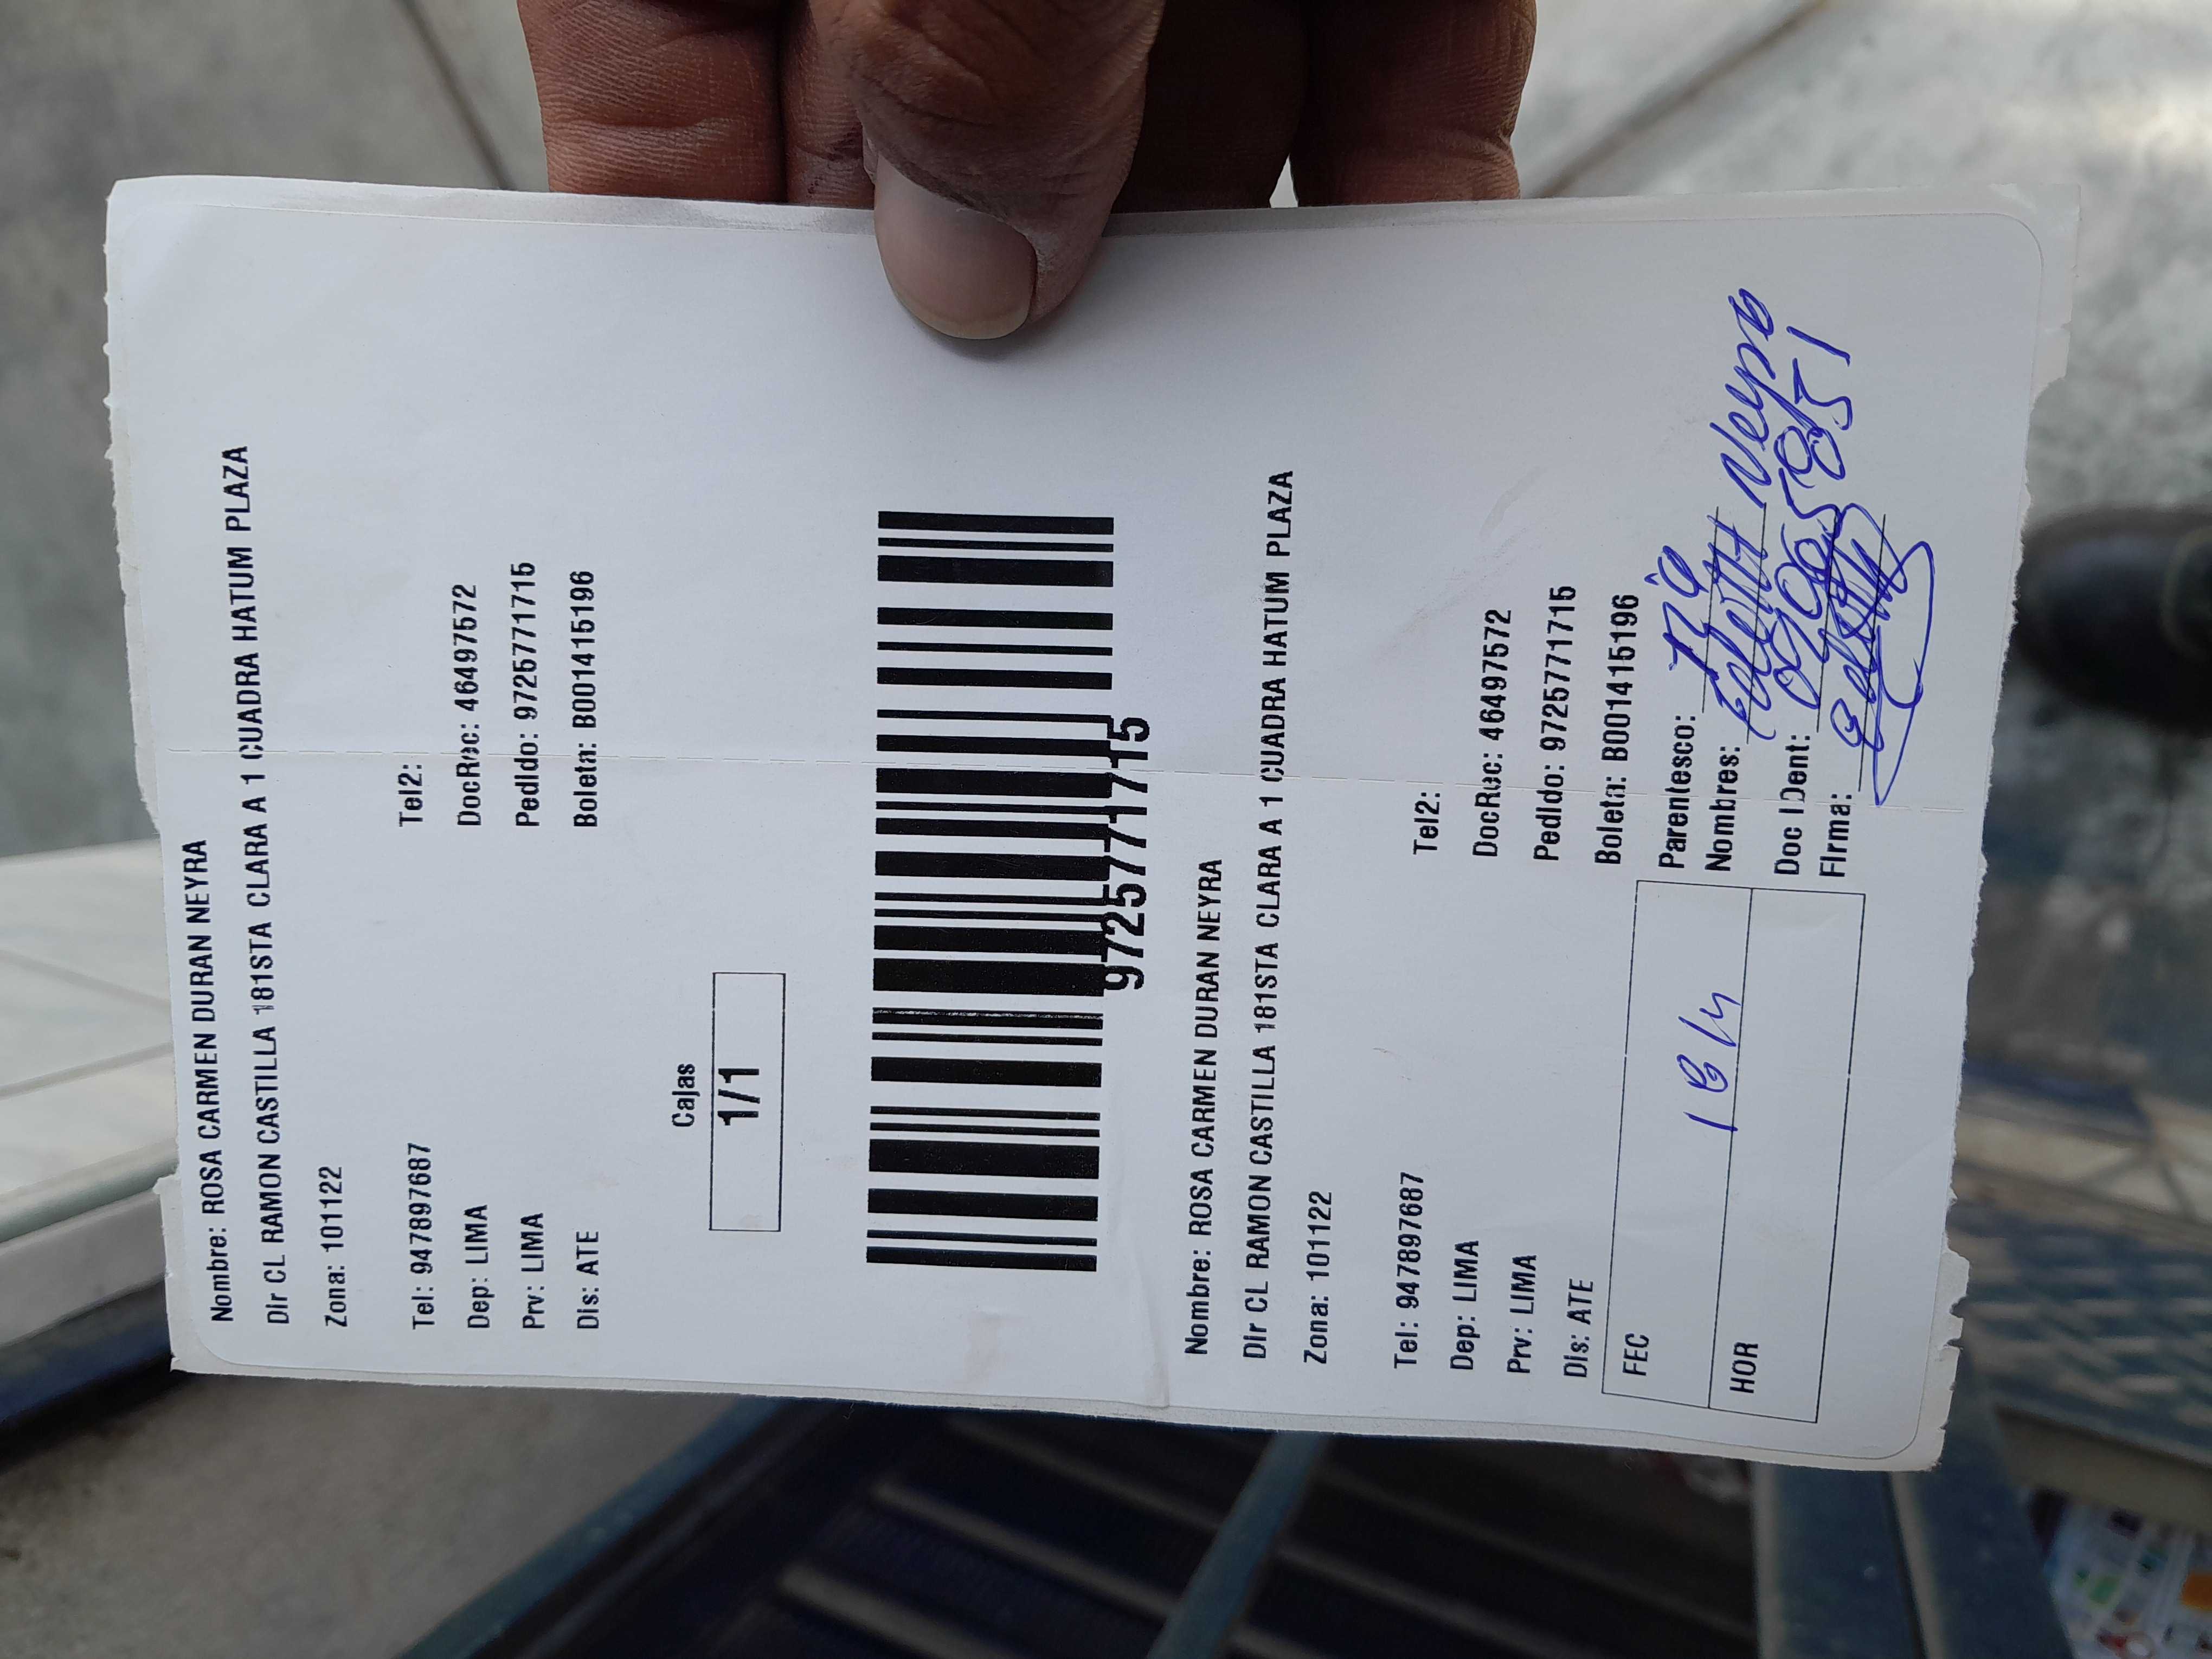 Nombre: ROSA CARMEN DURAN NEYRA
Dir CL RAMON CASTILLA 181STA CLARA A 1 CUADRA HATUM PLAZA
Zona: 101122
Tel: 947897687 Tel2:
Dep: LIMA DocRec: 46497572
Prv: LIMA Pedido: 9725771715
Dis: ATE Boleta: B001415196
Cajas
1/1
9725771715
Nombre: ROSA CARMEN DURAN NEYRA
Dir CL RAMON CASTILLA 181STA CLARA A 1 CUADRA HATUM PLAZA
Zona: 101122
Tel: 947897687 Tel2:
Dep: LIMA DocRec: 46497572
Prv: LIMA Pedido: 9725771715
Dis: ATE Boleta: B001415196
FEC Parentesco: Tia
HOR Nombres: Neyra
Doc IDent:
Firma: